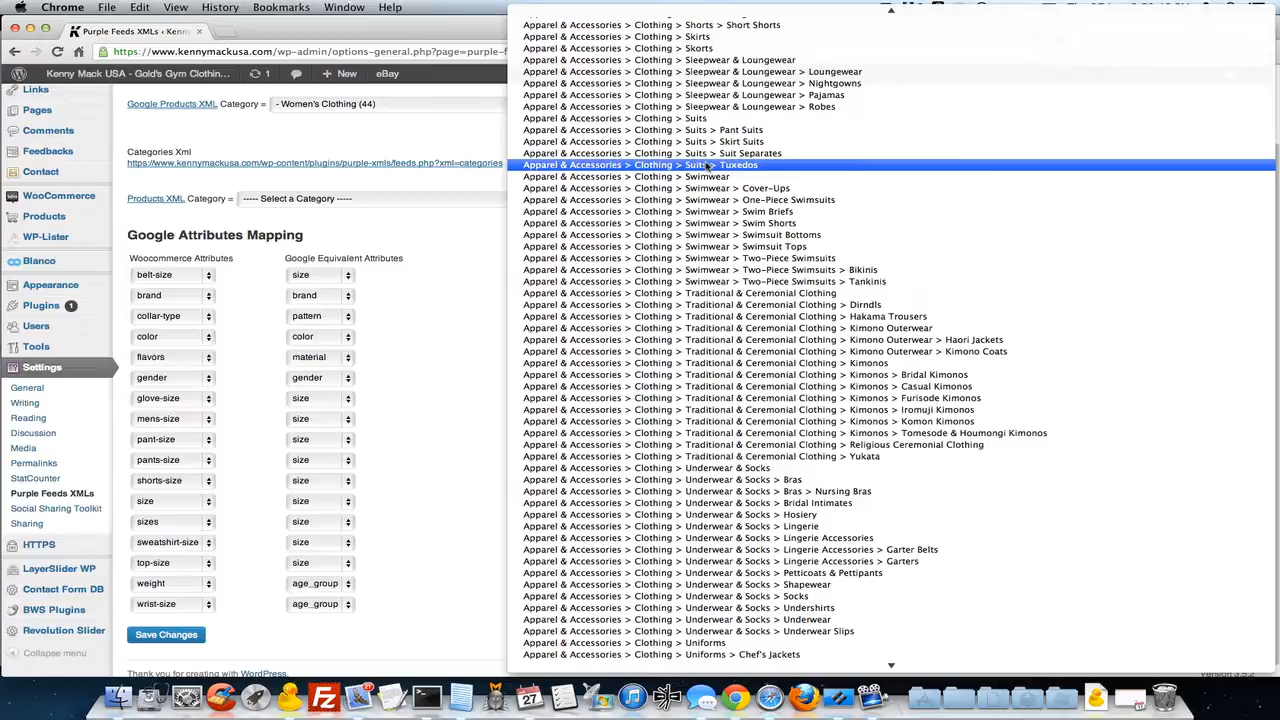 Chrome File Edit View History Bookmarks Window Help
Purple Feeds XMLs ‹ Kenny
https://www.kennymackusa.com/wp-admin/options-general.php?page=purple-f
Kenny Mack USA - Gold's Gym Clothin... 1 + New eBay
Links
Pages
Comments
Feedbacks
Contact
WooCommerce
Products
WP-Lister
Blanco
Appearance
Plugins 1
Users
Tools
Settings
General
Writing
Reading
Discussion
Media
Permalinks
StatCounter
Purple Feeds XMLs
Social Sharing Toolkit
Sharing
HTTPS
LayerSlider WP
Contact Form DB
BWS Plugins
Revolution Slider
Collapse menu
Google Products XML Category = - Women's Clothing (44)
Categories Xml
https://www.kennymackusa.com/wp-content/plugins/purple-xmls/feeds.php?xml=categories
Products XML Category = ----- Select a Category -----
Google Attributes Mapping
Woocommerce Attributes Google Equivalent Attributes
belt-size size
brand brand
collar-type pattern
color color
flavors material
gender gender
glove-size size
mens-size size
pant-size size
pants-size size
shorts-size size
size size
sizes size
sweatshirt-size size
top-size size
weight age_group
wrist-size age_group
Save Changes
Thank you for creating with WordPress.
Apparel & Accessories > Clothing > Shorts > Short Shorts
Apparel & Accessories > Clothing > Skirts
Apparel & Accessories > Clothing > Skorts
Apparel & Accessories > Clothing > Sleepwear & Loungewear
Apparel & Accessories > Clothing > Sleepwear & Loungewear > Loungewear
Apparel & Accessories > Clothing > Sleepwear & Loungewear > Nightgowns
Apparel & Accessories > Clothing > Sleepwear & Loungewear > Pajamas
Apparel & Accessories > Clothing > Sleepwear & Loungewear > Robes
Apparel & Accessories > Clothing > Suits
Apparel & Accessories > Clothing > Suits > Pant Suits
Apparel & Accessories > Clothing > Suits > Skirt Suits
Apparel & Accessories > Clothing > Suits > Suit Separates
Apparel & Accessories > Clothing > Suits > Tuxedos
Apparel & Accessories > Clothing > Swimwear
Apparel & Accessories > Clothing > Swimwear > Cover-Ups
Apparel & Accessories > Clothing > Swimwear > One-Piece Swimsuits
Apparel & Accessories > Clothing > Swimwear > Swim Briefs
Apparel & Accessories > Clothing > Swimwear > Swim Shorts
Apparel & Accessories > Clothing > Swimwear > Swimsuit Bottoms
Apparel & Accessories > Clothing > Swimwear > Swimsuit Tops
Apparel & Accessories > Clothing > Swimwear > Two-Piece Swimsuits
Apparel & Accessories > Clothing > Swimwear > Two-Piece Swimsuits > Bikinis
Apparel & Accessories > Clothing > Swimwear > Two-Piece Swimsuits > Tankinis
Apparel & Accessories > Clothing > Traditional & Ceremonial Clothing
Apparel & Accessories > Clothing > Traditional & Ceremonial Clothing > Dirndls
Apparel & Accessories > Clothing > Traditional & Ceremonial Clothing > Hakama Trousers
Apparel & Accessories > Clothing > Traditional & Ceremonial Clothing > Kimono Outerwear
Apparel & Accessories > Clothing > Traditional & Ceremonial Clothing > Kimono Outerwear > Haori Jackets
Apparel & Accessories > Clothing > Traditional & Ceremonial Clothing > Kimono Outerwear > Kimono Coats
Apparel & Accessories > Clothing > Traditional & Ceremonial Clothing > Kimonos
Apparel & Accessories > Clothing > Traditional & Ceremonial Clothing > Kimonos > Bridal Kimonos
Apparel & Accessories > Clothing > Traditional & Ceremonial Clothing > Kimonos > Casual Kimonos
Apparel & Accessories > Clothing > Traditional & Ceremonial Clothing > Kimonos > Furisode Kimonos
Apparel & Accessories > Clothing > Traditional & Ceremonial Clothing > Kimonos > Iromuji Kimonos
Apparel & Accessories > Clothing > Traditional & Ceremonial Clothing > Kimonos > Komon Kimonos
Apparel & Accessories > Clothing > Traditional & Ceremonial Clothing > Kimonos > Tomesode & Houmongi Kimonos
Apparel & Accessories > Clothing > Traditional & Ceremonial Clothing > Religious Ceremonial Clothing
Apparel & Accessories > Clothing > Traditional & Ceremonial Clothing > Yukata
Apparel & Accessories > Clothing > Underwear & Socks
Apparel & Accessories > Clothing > Underwear & Socks > Bras
Apparel & Accessories > Clothing > Underwear & Socks > Bras > Nursing Bras
Apparel & Accessories > Clothing > Underwear & Socks > Bridal Intimates
Apparel & Accessories > Clothing > Underwear & Socks > Hosiery
Apparel & Accessories > Clothing > Underwear & Socks > Lingerie
Apparel & Accessories > Clothing > Underwear & Socks > Lingerie Accessories
Apparel & Accessories > Clothing > Underwear & Socks > Lingerie Accessories > Garter Belts
Apparel & Accessories > Clothing > Underwear & Socks > Lingerie Accessories > Garters
Apparel & Accessories > Clothing > Underwear & Socks > Petticoats & Pettipants
Apparel & Accessories > Clothing > Underwear & Socks > Shapewear
Apparel & Accessories > Clothing > Underwear & Socks > Socks
Apparel & Accessories > Clothing > Underwear & Socks > Undershirts
Apparel & Accessories > Clothing > Underwear & Socks > Underwear
Apparel & Accessories > Clothing > Underwear & Socks > Underwear Slips
Apparel & Accessories > Clothing > Uniforms
Apparel & Accessories > Clothing > Uniforms > Chef's Jackets